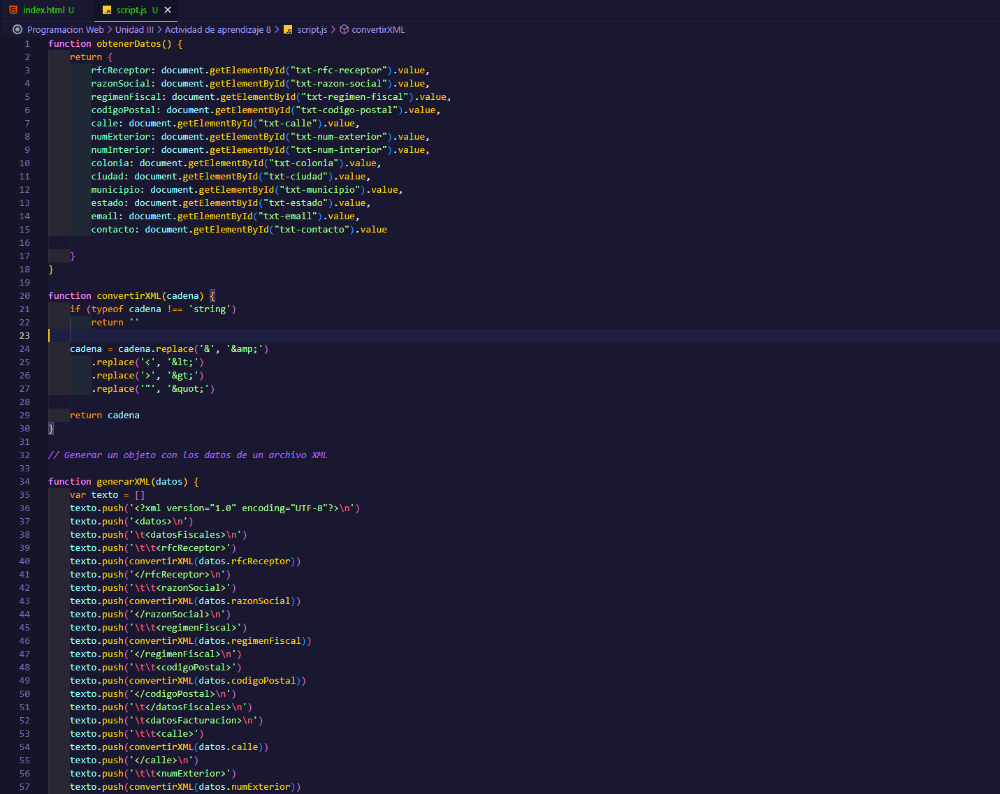 index.html U
script.js U
Programacion Web > Unidad III > Actividad de aprendizaje 8 > script.js > convertirXML
1 function obtenerDatos() {
2     return {
3         rfcReceptor: document.getElementById("txt-rfc-receptor").value,
4         razonSocial: document.getElementById("txt-razon-social").value,
5         regimenFiscal: document.getElementById("txt-regimen-fiscal").value,
6         codigoPostal: document.getElementById("txt-codigo-postal").value,
7         calle: document.getElementById("txt-calle").value,
8         numExterior: document.getElementById("txt-num-exterior").value,
9         numInterior: document.getElementById("txt-num-interior").value,
10         colonia: document.getElementById("txt-colonia").value,
11         ciudad: document.getElementById("txt-ciudad").value,
12         municipio: document.getElementById("txt-municipio").value,
13         estado: document.getElementById("txt-estado").value,
14         email: document.getElementById("txt-email").value,
15         contacto: document.getElementById("txt-contacto").value
16
17     }
18 }
19
20 function convertirXML(cadena) {
21     if (typeof cadena !== 'string')
22         return ''
23
24     cadena = cadena.replace('&', '&amp;')
25         .replace('<', '&lt;')
26         .replace('>', '&gt;')
27         .replace('"', '&quot;')
28
29     return cadena
30 }
31
32 // Generar un objeto con los datos de un archivo XML
33
34 function generarXML(datos) {
35     var texto = []
36     texto.push('<?xml version="1.0" encoding="UTF-8"?>\n')
37     texto.push('<datos>\n')
38     texto.push('\t<datosFiscales>\n')
39     texto.push('\t\t<rfcReceptor>')
40     texto.push(convertirXML(datos.rfcReceptor))
41     texto.push('</rfcReceptor>\n')
42     texto.push('\t\t<razonSocial>')
43     texto.push(convertirXML(datos.razonSocial))
44     texto.push('</razonSocial>\n')
45     texto.push('\t\t<regimenFiscal>')
46     texto.push(convertirXML(datos.regimenFiscal))
47     texto.push('</regimenFiscal>\n')
48     texto.push('\t\t<codigoPostal>')
49     texto.push(convertirXML(datos.codigoPostal))
50     texto.push('</codigoPostal>\n')
51     texto.push('\t</datosFiscales>\n')
52     texto.push('\t<datosFacturacion>\n')
53     texto.push('\t\t<calle>')
54     texto.push(convertirXML(datos.calle))
55     texto.push('</calle>\n')
56     texto.push('\t\t<numExterior>')
57     texto.push(convertirXML(datos.numExterior))